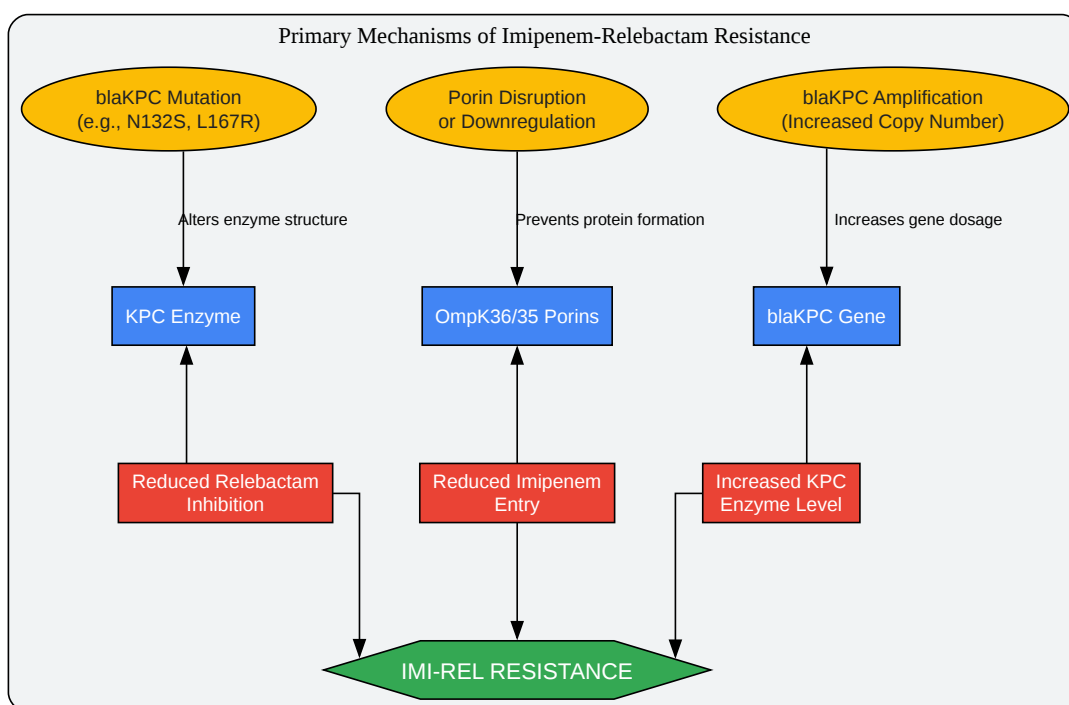 Primary Mechanisms of Imipenem-Relebactam Resistance
blaKPC Mutation
(e.g., N132S, L167R)
Porin Disruption
or Downregulation
blaKPC Amplification
(Increased Copy Number)
Alters enzyme structure
Prevents protein formation
Increases gene dosage
KPC Enzyme
OmpK36/35 Porins
blaKPC Gene
Reduced Relebactam
Inhibition
Reduced Imipenem
Entry
Increased KPC
Enzyme Level
IMI-REL RESISTANCE